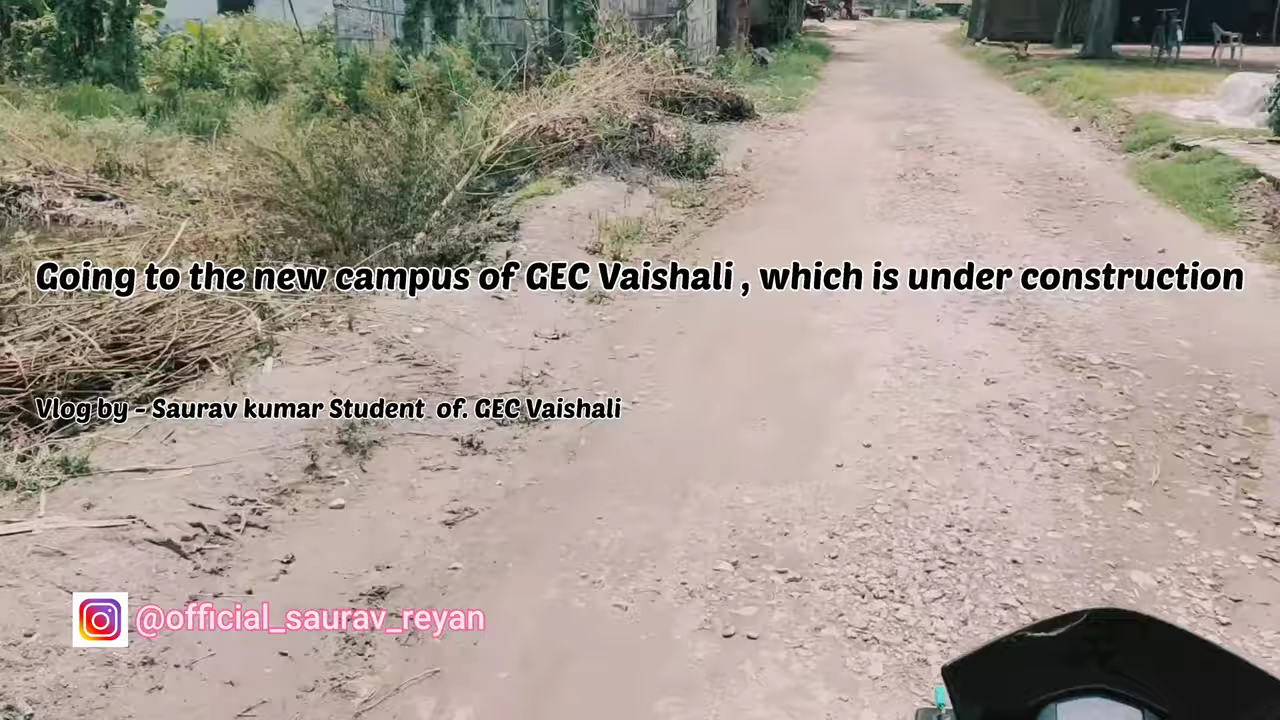 Going to the new campus of GEC Vaishali , which is under construction
Vlog by - Saurav kumar Student of. GEC Vaishali
@official_saurav_reyan